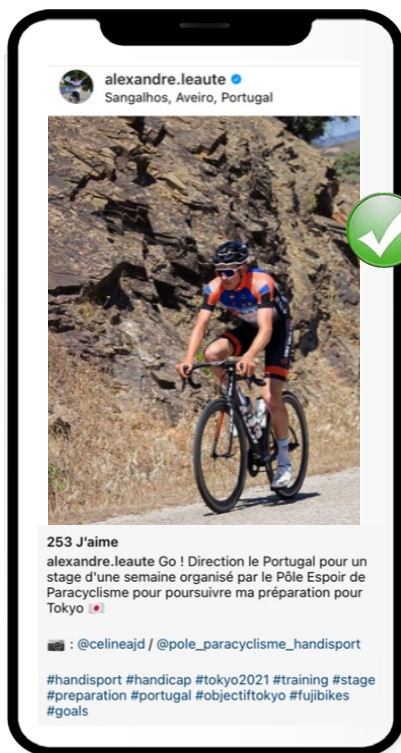 alexandre.leaute
Sangalhos, Aveiro, Portugal
253 J'aime
alexandre.leaute Go ! Direction le Portugal pour un
stage d'une semaine organisé par le Pôle Espoir de
Paracyclisme pour poursuivre ma préparation pour
Tokyo 🇯🇵
📷 : @celineajd / @pole_paracyclisme_handisport
#handisport #handicap #tokyo2021 #training #stage
#preparation #portugal #objectiftokyo #fujibikes
#goals